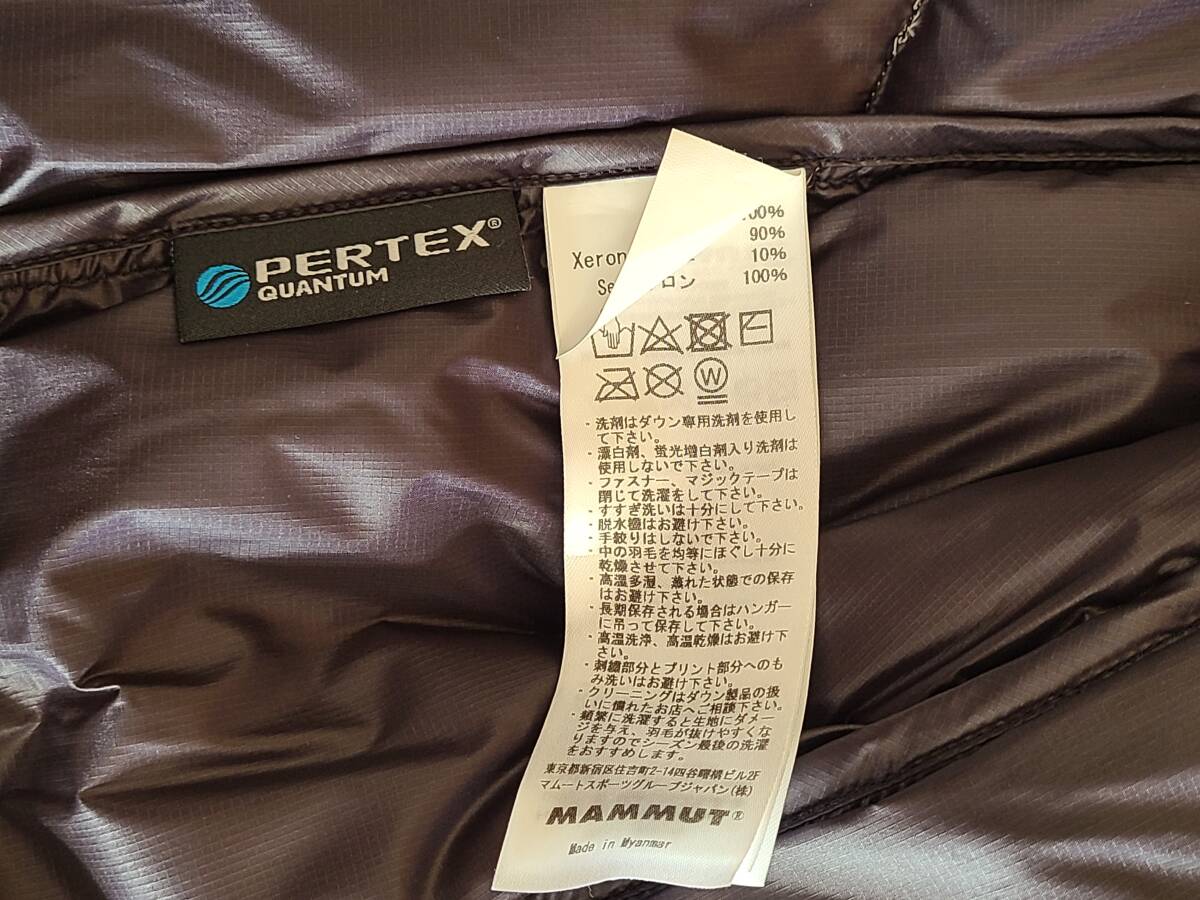 PERTEX®
QUANTUM
100%
90%
Xeron 10%
ロン 100%
W
・洗剤はダウン専用洗剤を使用し
て下さい。
・漂白剤、蛍光増白剤入り洗剤は
使用しないで下さい。
・ファスナー、マジックテープは
閉じて洗濯をして下さい。
・すすぎ洗いは十分にして下さい。
・脱水機はお避け下さい。
・手絞りはしないで下さい。
・中の羽毛を均等にほぐし十分に
乾燥させて下さい。
・高温多湿、蒸れた状態での保存
はお避け下さい。
・長期保存される場合はハンガー
に吊って保存して下さい。
・高温洗浄、高温乾燥はお避け下
さい。
・刺繍部分とプリント部分へのも
み洗いはお避け下さい。
・クリーニングはダウン製品の扱
いに慣れたお店へご相談下さい。
・頻繁に洗濯すると生地にダメー
ジを与え、羽毛が抜けやすくな
りますのでシーズン最後の洗濯
をおすすめします。
東京都新宿区住吉町2-14四谷曙橋ビル2F
マムートスポーツグループジャパン(株)
MAMMUT®
Made in Myanmar